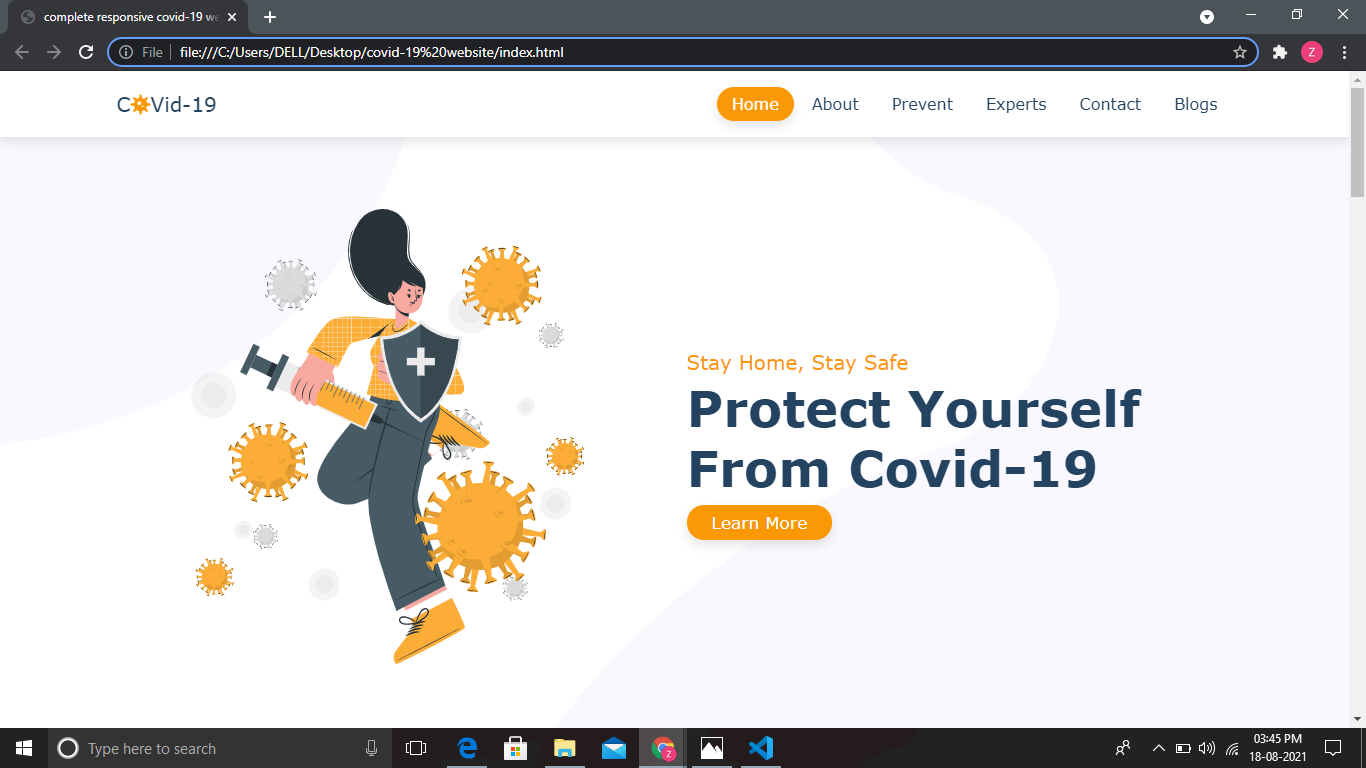 complete responsive covid-19 we
File
file:///C:/Users/DELL/Desktop/covid-19%20website/index.html
Z
C Vid-19
Home
About
Prevent
Experts
Contact
Blogs
Stay Home, Stay Safe
Protect Yourself
From Covid-19
Learn More
Type here to search
Z
03:45 PM
18-08-2021